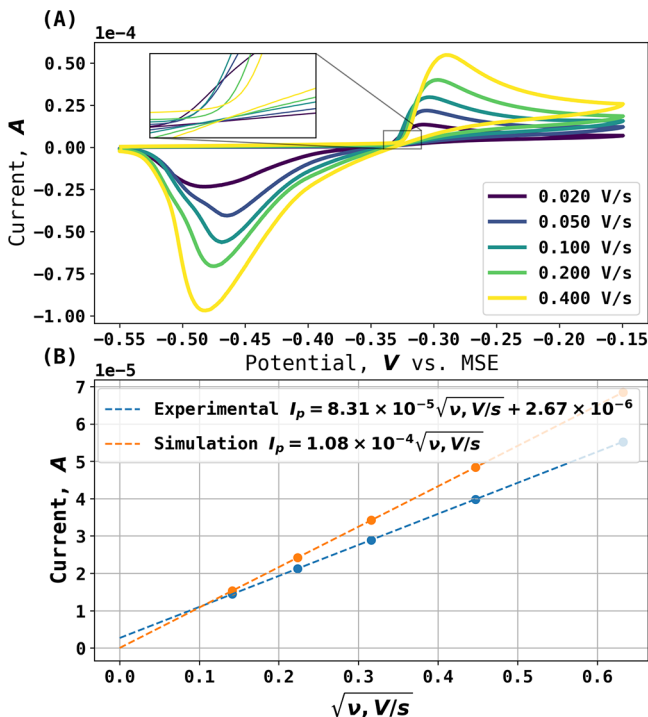 (A)
1e−4
0.50
0.25
0.00
−0.25
−0.50
−0.75
−1.00
Current, A
0.020 V/s
0.050 V/s
0.100 V/s
0.200 V/s
0.400 V/s
−0.55 −0.50 −0.45 −0.40 −0.35 −0.30 −0.25 −0.20 −0.15
Potential, V vs. MSE
(B)
1e−5
7
6
5
4
3
2
1
0
Current, A
Experimental I_p = 8.31 × 10⁻⁵√ν, V/s + 2.67 × 10⁻⁶
Simulation I_p = 1.08 × 10⁻⁴√ν, V/s
0.0 0.1 0.2 0.3 0.4 0.5 0.6
√ν, V/s